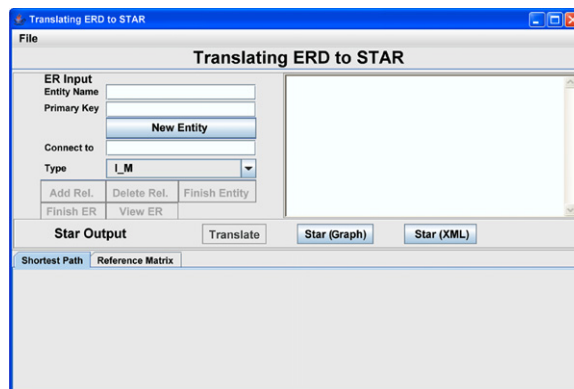 Translating ERD to STAR
File
Translating ERD to STAR
ER Input
Entity Name
Primary Key
New Entity
Connect to
Type I_M
Add Rel. Delete Rel. Finish Entity
Finish ER View ER
Star Output Translate Star (Graph) Star (XML)
Shortest Path Reference Matrix